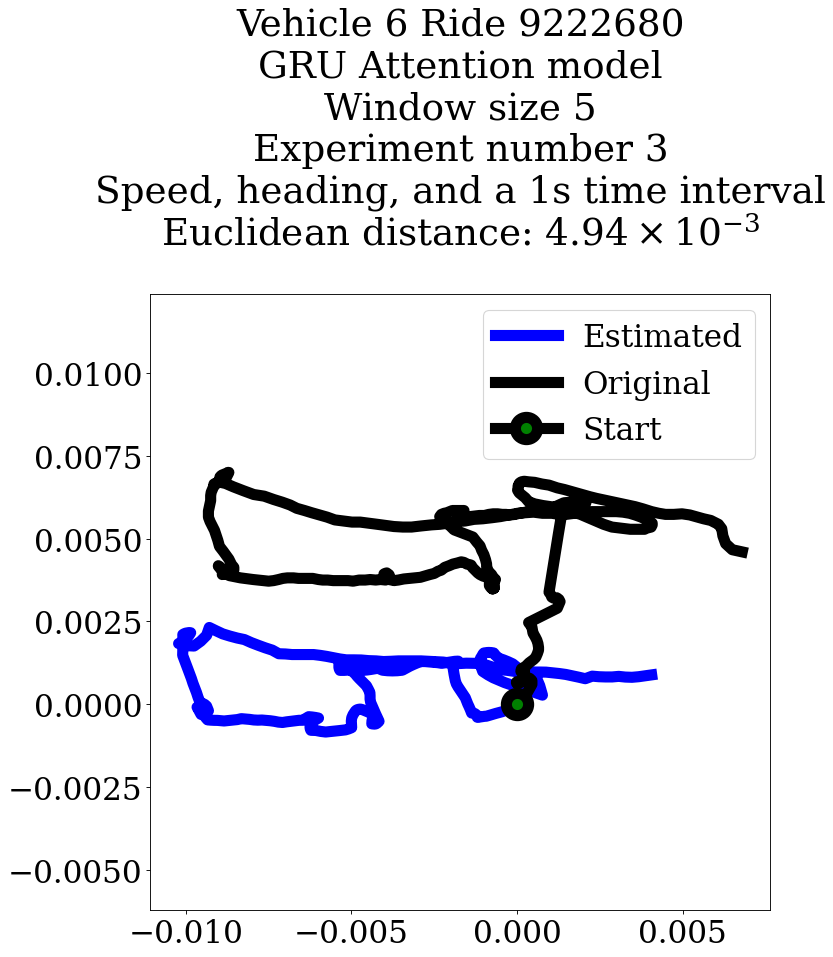 Vehicle 6 Ride 9222680
GRU Attention model
Window size 5
Experiment number 3
Speed, heading, and a 1s time interval
Euclidean distance: 4.94 × 10⁻³
Estimated
Original
Start
0.0100
0.0075
0.0050
0.0025
0.0000
−0.0025
−0.0050
−0.010 −0.005 0.000 0.005